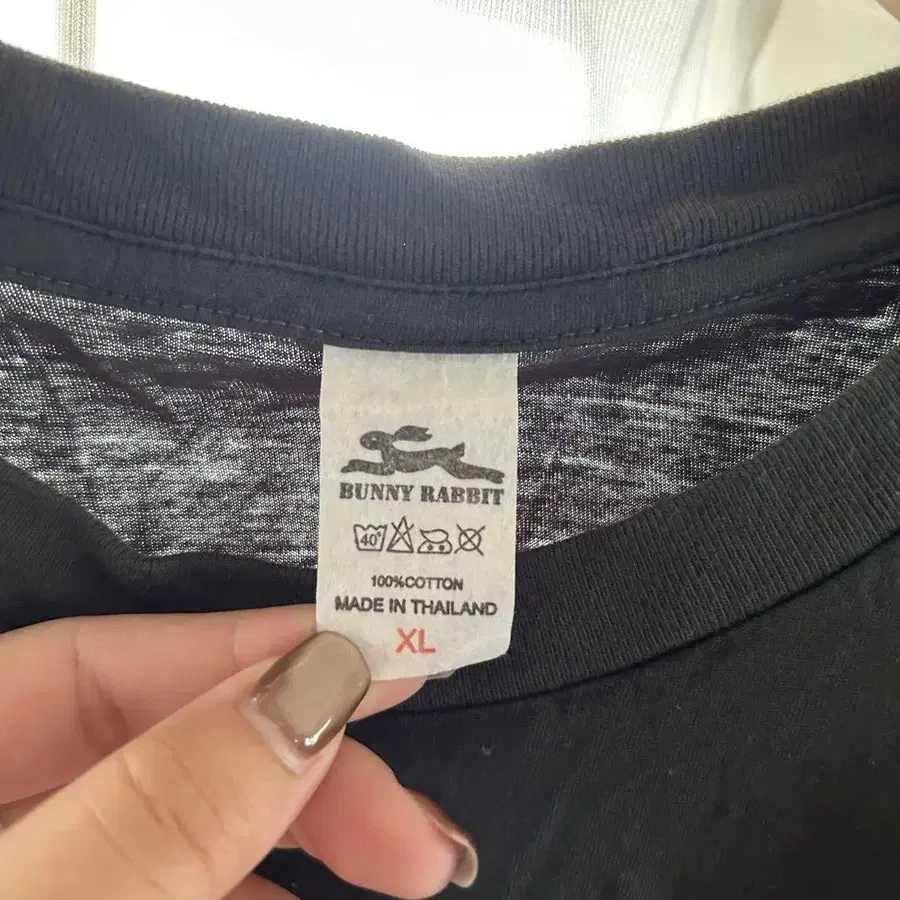 BUNNY RABBIT
40°
100%COTTON
MADE IN THAILAND
XL